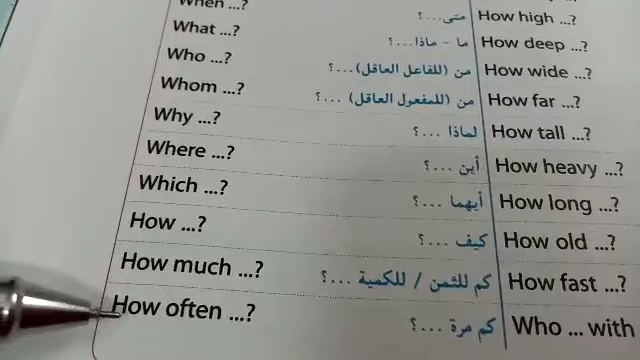 When ...? متى...؟ How high ...?
What ...? ما - ماذا...؟ How deep ...?
Who ...? من (للفاعل العاقل)...؟ How wide ...?
Whom ...? من (للمفعول العاقل) ...؟ How far ...?
Why ...? لماذا ...؟ How tall ...?
Where ...? أين ...؟ How heavy ...?
Which ...? أيهما ...؟ How long ...?
How ...? كيف ...؟ How old ...?
How much ...? كم للثمن / للكمية ...؟ How fast ...?
How often ...? كم مرة ...؟ Who ... with